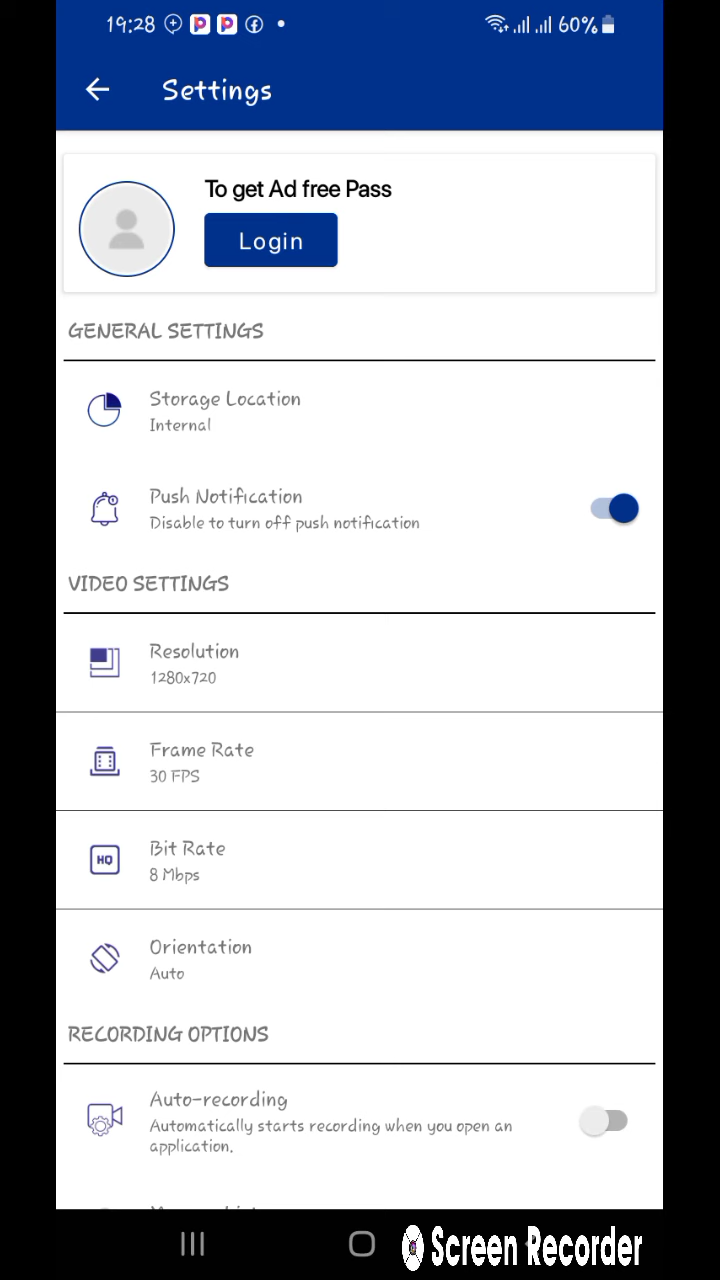 19:28
60%
Settings
To get Ad free Pass
Login
GENERAL SETTINGS
Storage Location
Internal
Push Notification
Disable to turn off push notification
VIDEO SETTINGS
Resolution
1280x720
Frame Rate
30 FPS
HQ
Bit Rate
8 Mbps
Orientation
Auto
RECORDING OPTIONS
Auto-recording
Automatically starts recording when you open an
application.
Screen Recorder